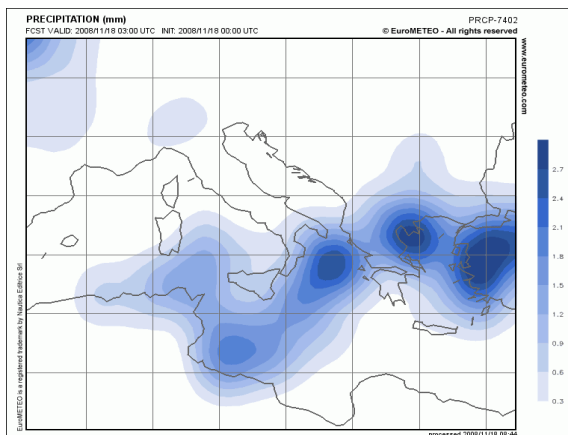 PRECIPITATION (mm)
PRCP-7402
FCST VALID: 2008/11/18 03:00 UTC INIT: 2008/11/18 00:00 UTC
© EuroMETEO - All rights reserved
www.eurometeo.com
2.7
2.4
2.1
1.8
1.5
1.2
0.9
0.6
0.3
EuroMETEO is a registered trademark by Nautica Editrice Srl
processed 2008/11/18 08:44